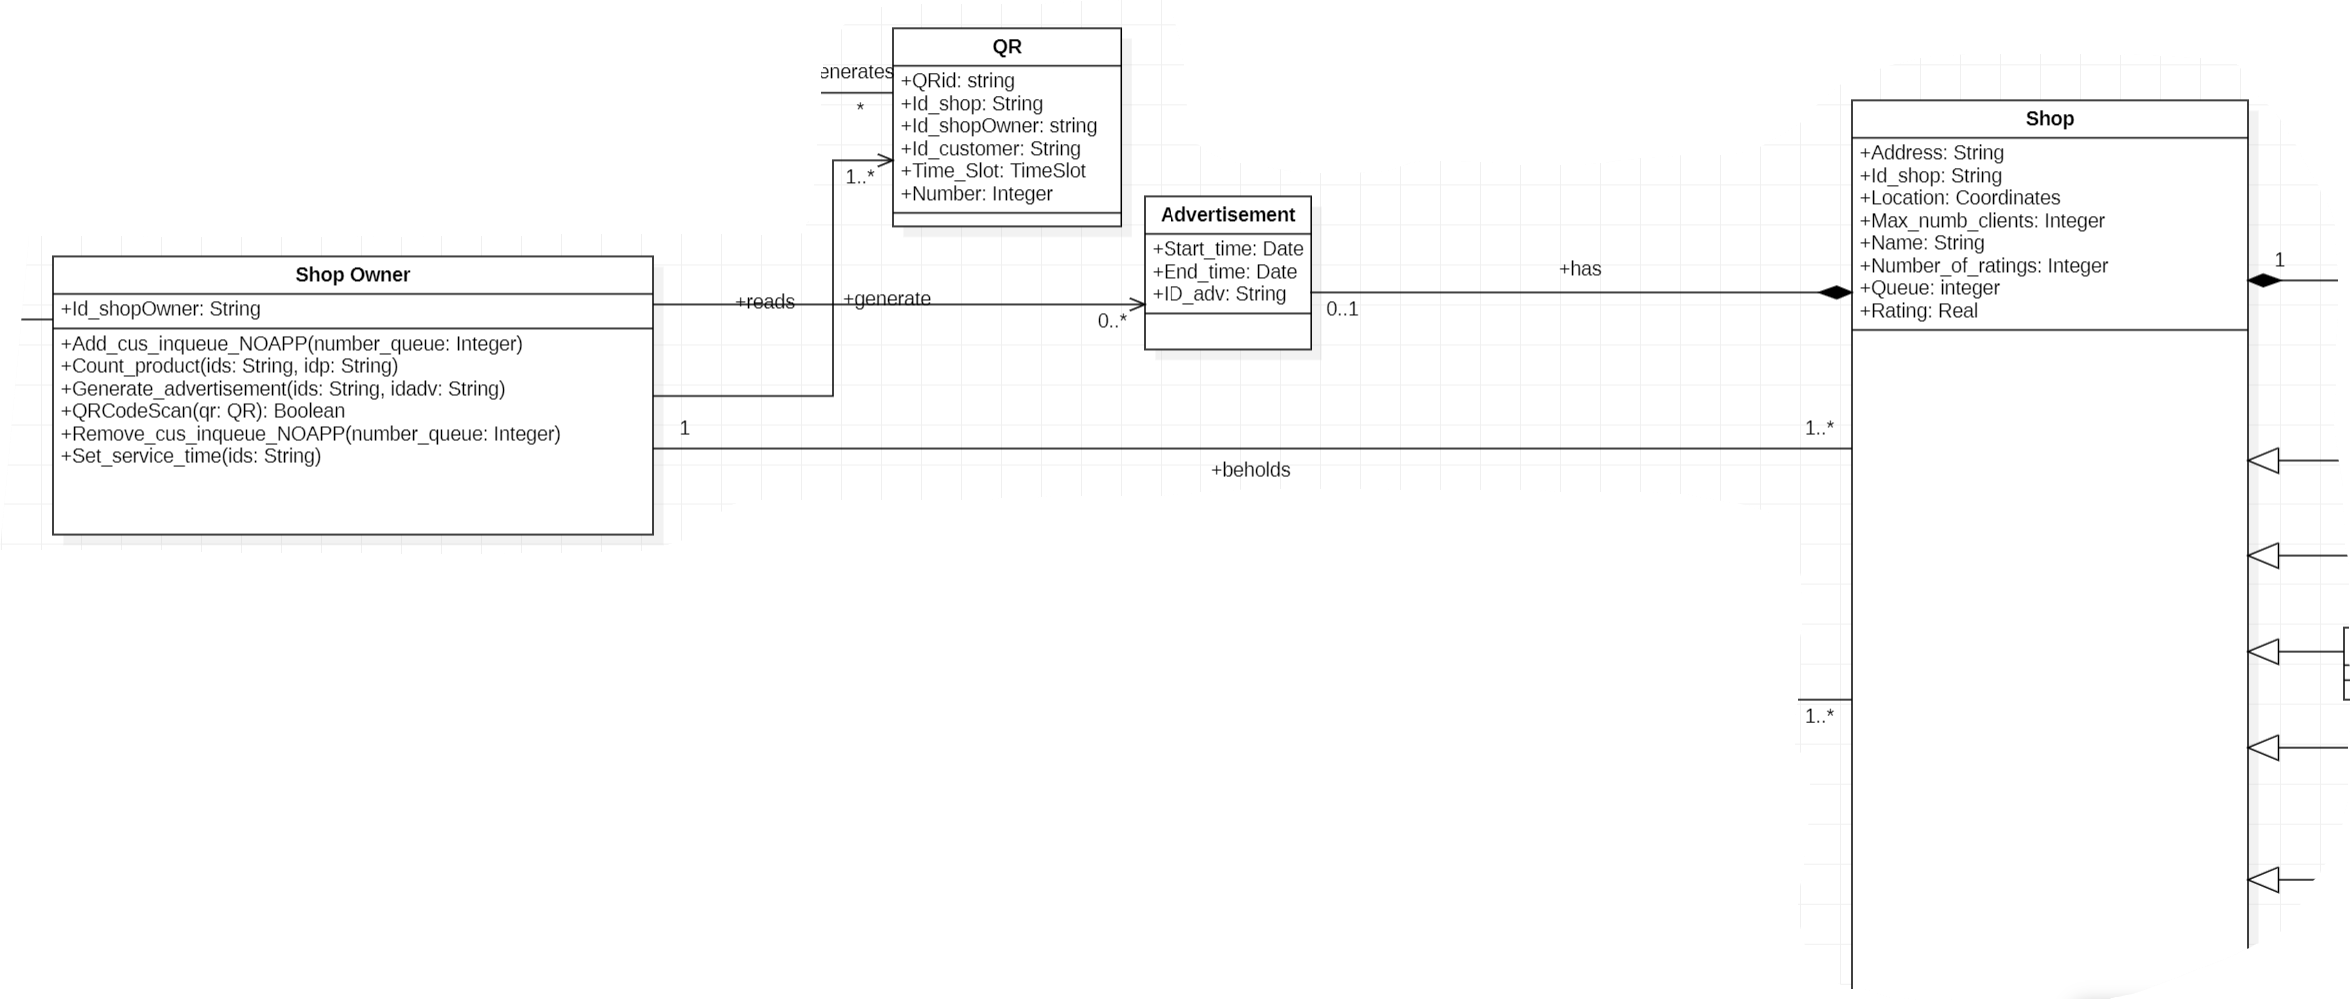 QR
enerates
+QRid: string
*
+Id_shop: String
+Id_shopOwner: string
+Id_customer: String
1..*
+Time_Slot: TimeSlot
+Number: Integer
Shop
+Address: String
+Id_shop: String
+Location: Coordinates
+Max_numb_clients: Integer
+Name: String
+Number_of_ratings: Integer
+Queue: integer
+Rating: Real
1
Advertisement
+Start_time: Date
+End_time: Date
+ID_adv: String
+has
0..1
Shop Owner
+Id_shopOwner: String
+reads
+generate
0..*
+Add_cus_inqueue_NOAPP(number_queue: Integer)
+Count_product(ids: String, idp: String)
+Generate_advertisement(ids: String, idadv: String)
+QRCodeScan(qr: QR): Boolean
+Remove_cus_inqueue_NOAPP(number_queue: Integer)
+Set_service_time(ids: String)
1
1..*
+beholds
1..*